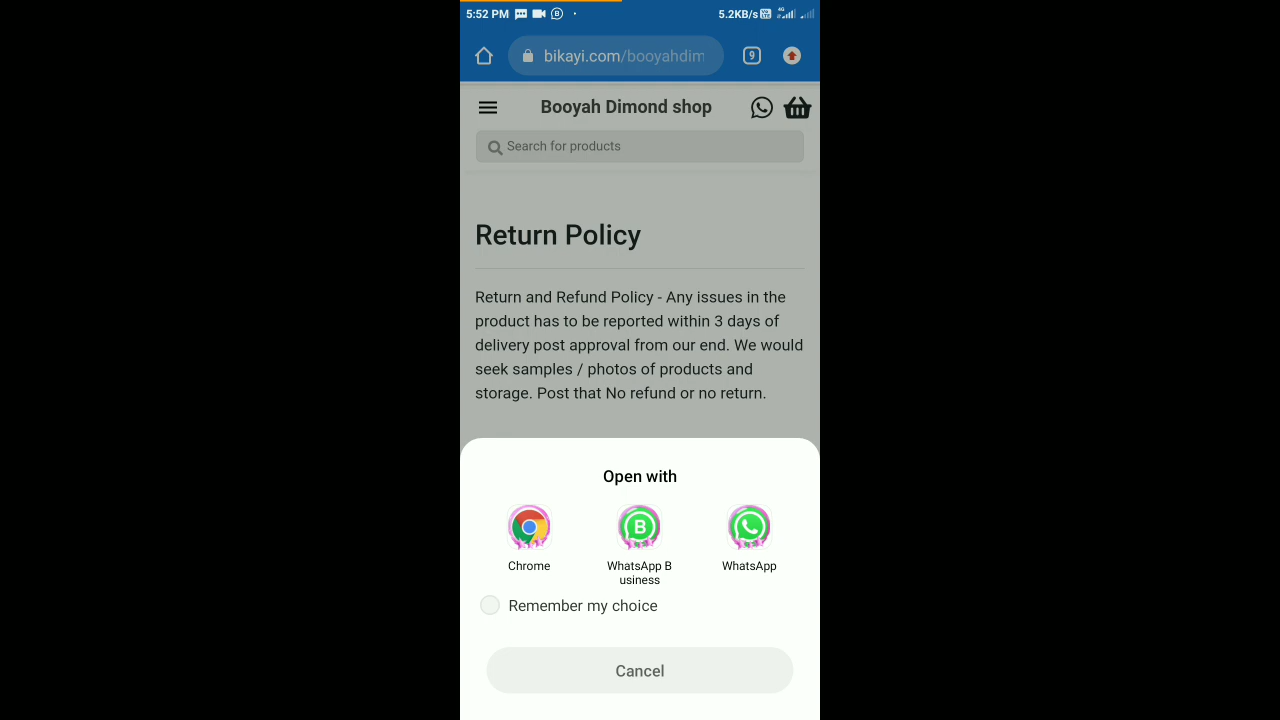 5:52 PM 5.2KB/s
bikayi.com/booyahdim 9
Booyah Dimond shop
Search for products
Return Policy
Return and Refund Policy - Any issues in the
product has to be reported within 3 days of
delivery post approval from our end. We would
seek samples / photos of products and
storage. Post that No refund or no return.
Open with
Chrome WhatsApp B WhatsApp
usiness
Remember my choice
Cancel